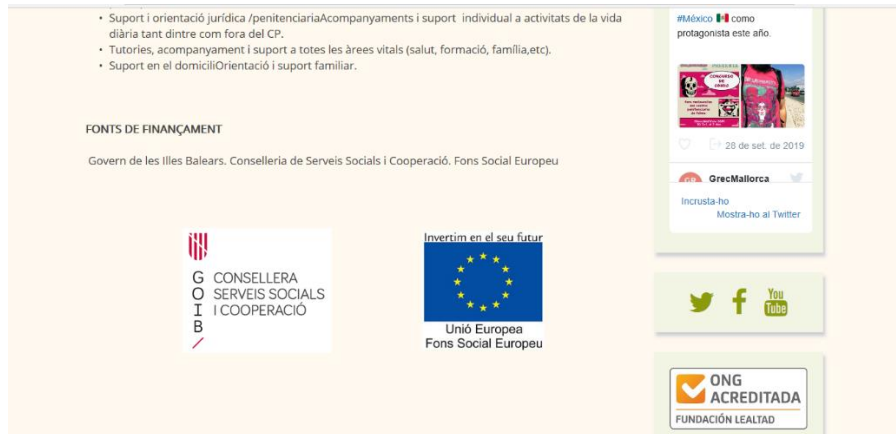 • Suport i orientació jurídica /penitenciariaAcompanyaments i suport  individual a activitats de la vida
diària tant dintre com fora del CP.
• Tutories, acompanyament i suport a totes les àrees vitals (salut, formació, família,etc).
• Suport en el domiciliOrientació i suport familiar.
FONTS DE FINANÇAMENT
Govern de les Illes Balears. Conselleria de Serveis Socials i Cooperació. Fons Social Europeu
G CONSELLERA
O SERVEIS SOCIALS
I I COOPERACIÓ
B
Invertim en el seu futur
Unió Europea
Fons Social Europeu
#México como
protagonista este año.
CONCURSO
DE
28 de set. de 2019
GrecMallorca
Incrusta-ho
Mostra-ho al Twitter
You
Tube
ONG
ACREDITADA
FUNDACIÓN LEALTAD